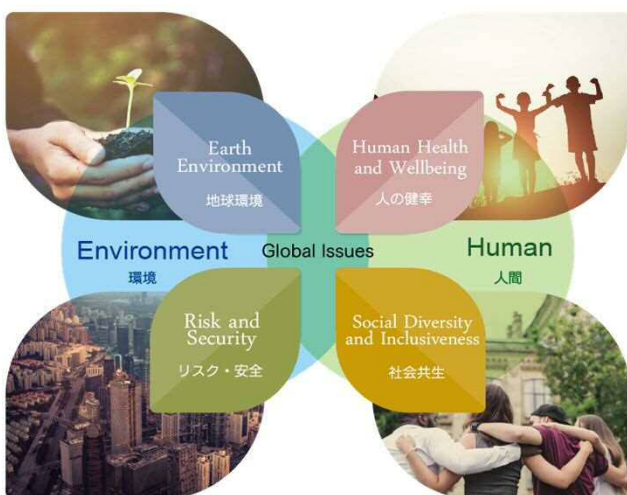 Earth
Environment
地球環境
Human Health
and Wellbeing
人の健幸
Environment
環境
Global Issues
Human
人間
Risk and
Security
リスク・安全
Social Diversity
and Inclusiveness
社会共生